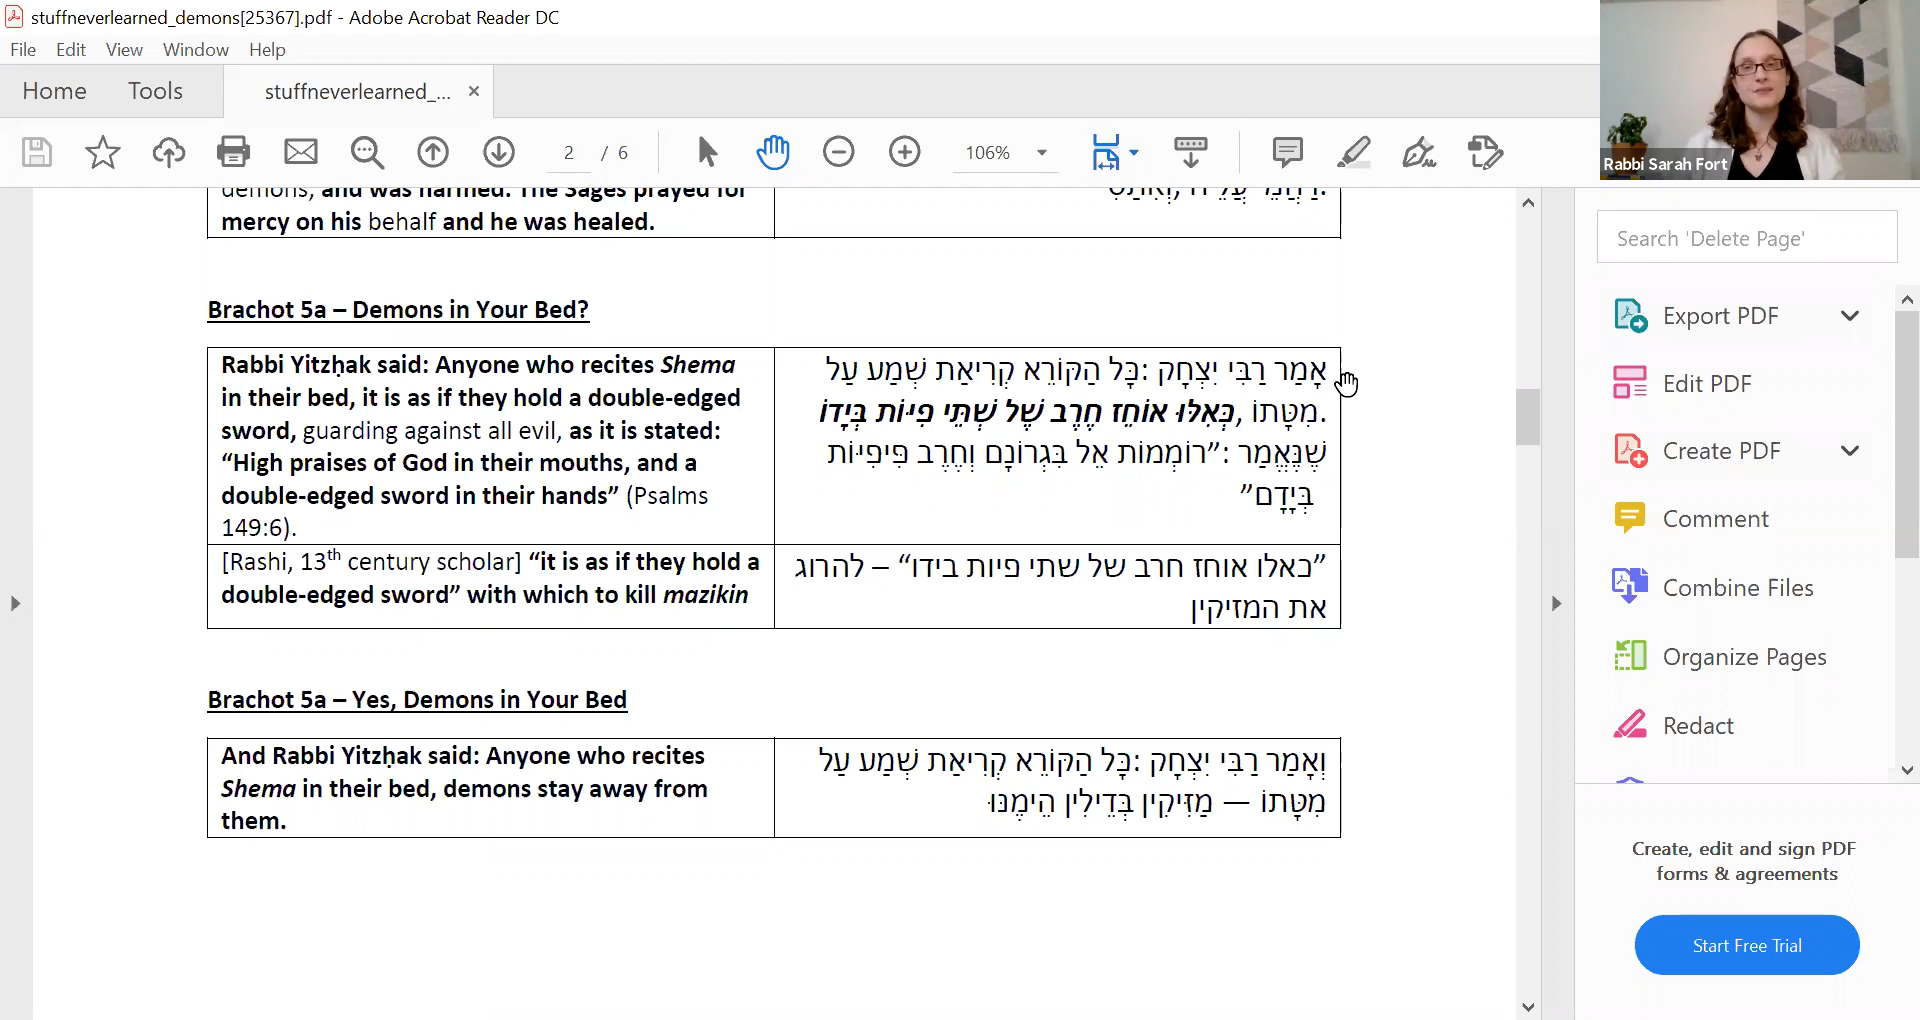 stuffneverlearned_demons[25367].pdf - Adobe Acrobat Reader DC
File Edit View Window Help
Home Tools stuffneverlearned_... ×
2 / 6 106%
Rabbi Sarah Fort
demons, and was harmed. The Sages prayed for
mercy on his behalf and he was healed.
Brachot 5a – Demons in Your Bed?
Rabbi Yitzḥak said: Anyone who recites Shema
in their bed, it is as if they hold a double-edged
sword, guarding against all evil, as it is stated:
“High praises of God in their mouths, and a
double-edged sword in their hands” (Psalms
149:6).
אָמַר רַבִּי יִצְחָק :כָּל הַקּוֹרֵא קְרִיאַת שְׁמַע עַל
.מִטָּתוֹ ,כְּאִלּוּ אוֹחֵז חֶרֶב שֶׁל שְׁתֵּי פִּיּוֹת בְּיָדוֹ
שֶׁנֶּאֱמַר :”רוֹמְמוֹת אֵל בִּגְרוֹנָם וְחֶרֶב פִּיפִיּוֹת
בְּיָדָם”
[Rashi, 13th century scholar] “it is as if they hold a
double-edged sword” with which to kill mazikin
”כאלו אוחז חרב של שתי פיות בידו“ – להרוג
את המזיקין
Brachot 5a – Yes, Demons in Your Bed
And Rabbi Yitzḥak said: Anyone who recites
Shema in their bed, demons stay away from
them.
וְאָמַר רַבִּי יִצְחָק :כָּל הַקּוֹרֵא קְרִיאַת שְׁמַע עַל
מִטָּתוֹ — מַזִּיקִין בְּדֵילִין הֵימֶנּוּ
Search 'Delete Page'
Export PDF
Edit PDF
Create PDF
Comment
Combine Files
Organize Pages
Redact
Create, edit and sign PDF
forms & agreements
Start Free Trial